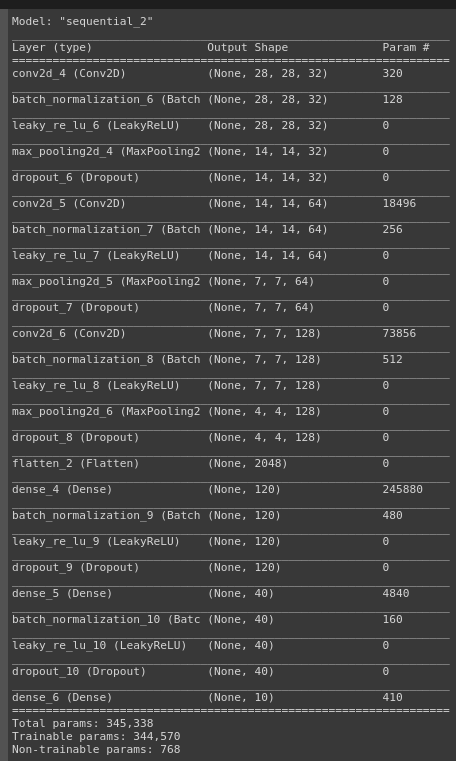 Model: "sequential_2"
Layer (type) Output Shape Param #
conv2d_4 (Conv2D) (None, 28, 28, 32) 320
batch_normalization_6 (Batch (None, 28, 28, 32) 128
leaky_re_lu_6 (LeakyReLU) (None, 28, 28, 32) 0
max_pooling2d_4 (MaxPooling2 (None, 14, 14, 32) 0
dropout_6 (Dropout) (None, 14, 14, 32) 0
conv2d_5 (Conv2D) (None, 14, 14, 64) 18496
batch_normalization_7 (Batch (None, 14, 14, 64) 256
leaky_re_lu_7 (LeakyReLU) (None, 14, 14, 64) 0
max_pooling2d_5 (MaxPooling2 (None, 7, 7, 64) 0
dropout_7 (Dropout) (None, 7, 7, 64) 0
conv2d_6 (Conv2D) (None, 7, 7, 128) 73856
batch_normalization_8 (Batch (None, 7, 7, 128) 512
leaky_re_lu_8 (LeakyReLU) (None, 7, 7, 128) 0
max_pooling2d_6 (MaxPooling2 (None, 4, 4, 128) 0
dropout_8 (Dropout) (None, 4, 4, 128) 0
flatten_2 (Flatten) (None, 2048) 0
dense_4 (Dense) (None, 120) 245880
batch_normalization_9 (Batch (None, 120) 480
leaky_re_lu_9 (LeakyReLU) (None, 120) 0
dropout_9 (Dropout) (None, 120) 0
dense_5 (Dense) (None, 40) 4840
batch_normalization_10 (Batc (None, 40) 160
leaky_re_lu_10 (LeakyReLU) (None, 40) 0
dropout_10 (Dropout) (None, 40) 0
dense_6 (Dense) (None, 10) 410
Total params: 345,338
Trainable params: 344,570
Non-trainable params: 768